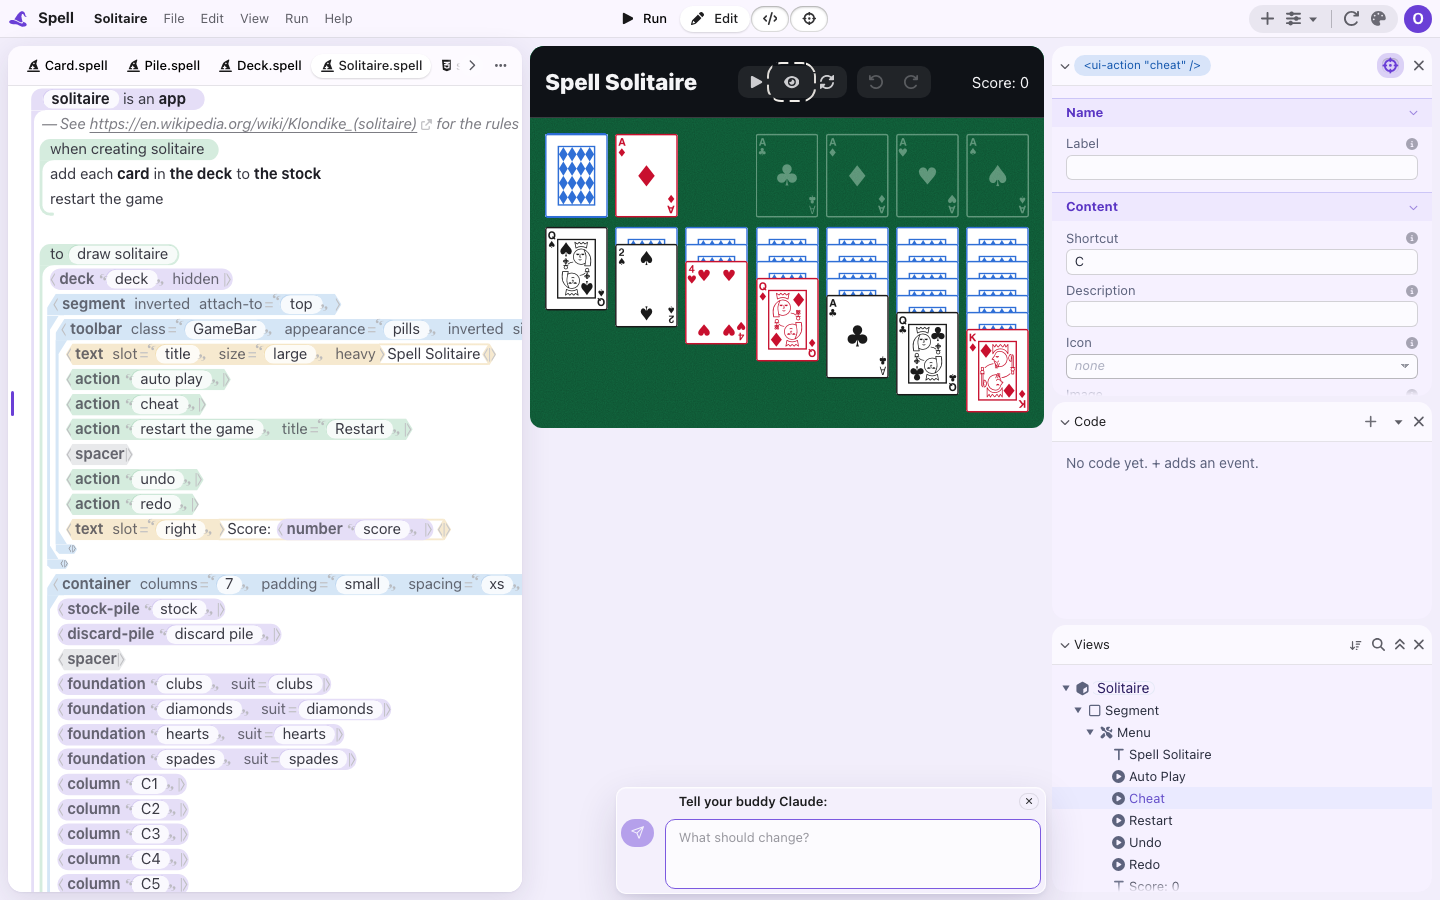 Spell Solitaire File Edit View Run Help
Run Edit </>
O
Card.spell Pile.spell Deck.spell Solitaire.spell
solitaire is an app
— See https://en.wikipedia.org/wiki/Klondike_(solitaire) for the rules
when creating solitaire
add each card in the deck to the stock
restart the game
to draw solitaire
deck deck hidden
segment inverted attach-to= top
toolbar class= GameBar appearance= pills inverted si
text slot= title size= large heavy Spell Solitaire
action auto play
action cheat
action restart the game title= Restart
spacer
action undo
action redo
text slot= right Score: number score
container columns= 7 padding= small spacing= xs
stock-pile stock
discard-pile discard pile
spacer
foundation clubs suit= clubs
foundation diamonds suit= diamonds
foundation hearts suit= hearts
foundation spades suit= spades
column C1
column C2
column C3
column C4
column C5
Spell Solitaire
Score: 0
A A
A A
A A
A A
A A
Q Q
2 2
4 4
Q Q
A A
Q Q
K K
Tell your buddy Claude:
What should change?
<ui-action "cheat" />
Name
Label
Content
Shortcut
C
Description
Icon
none
Image
Code
No code yet. + adds an event.
Views
Solitaire
Segment
Menu
Spell Solitaire
Auto Play
Cheat
Restart
Undo
Redo
Score: 0